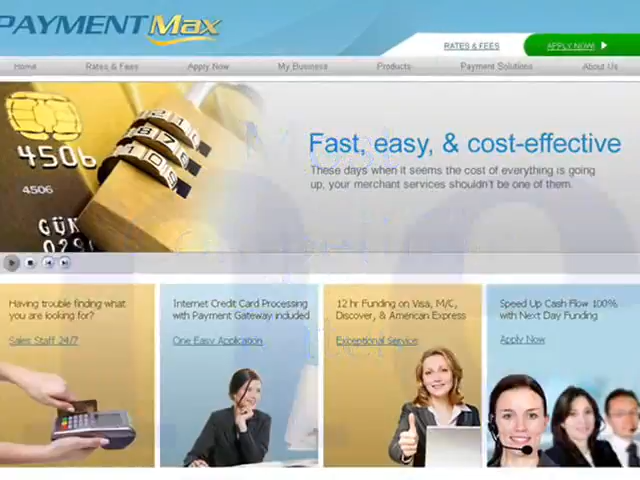 PAYMENTMax
RATES & FEES
APPLY NOW!
Home Rates & Fees Apply Now My Business Products Payment Solutions About Us
4506
4506
GÜN
029
Fast, easy, & cost-effective
These days when it seems the cost of everything is going
up, your merchant services shouldn't be one of them.
Having trouble finding what
you are looking for?
Sales Staff 24/7
Internet Credit Card Processing
with Payment Gateway included
One Easy Application
12 hr Funding on Visa, M/C,
Discover, & American Express
Exceptional Service
Speed Up Cash Flow 100%
with Next Day Funding
Apply Now